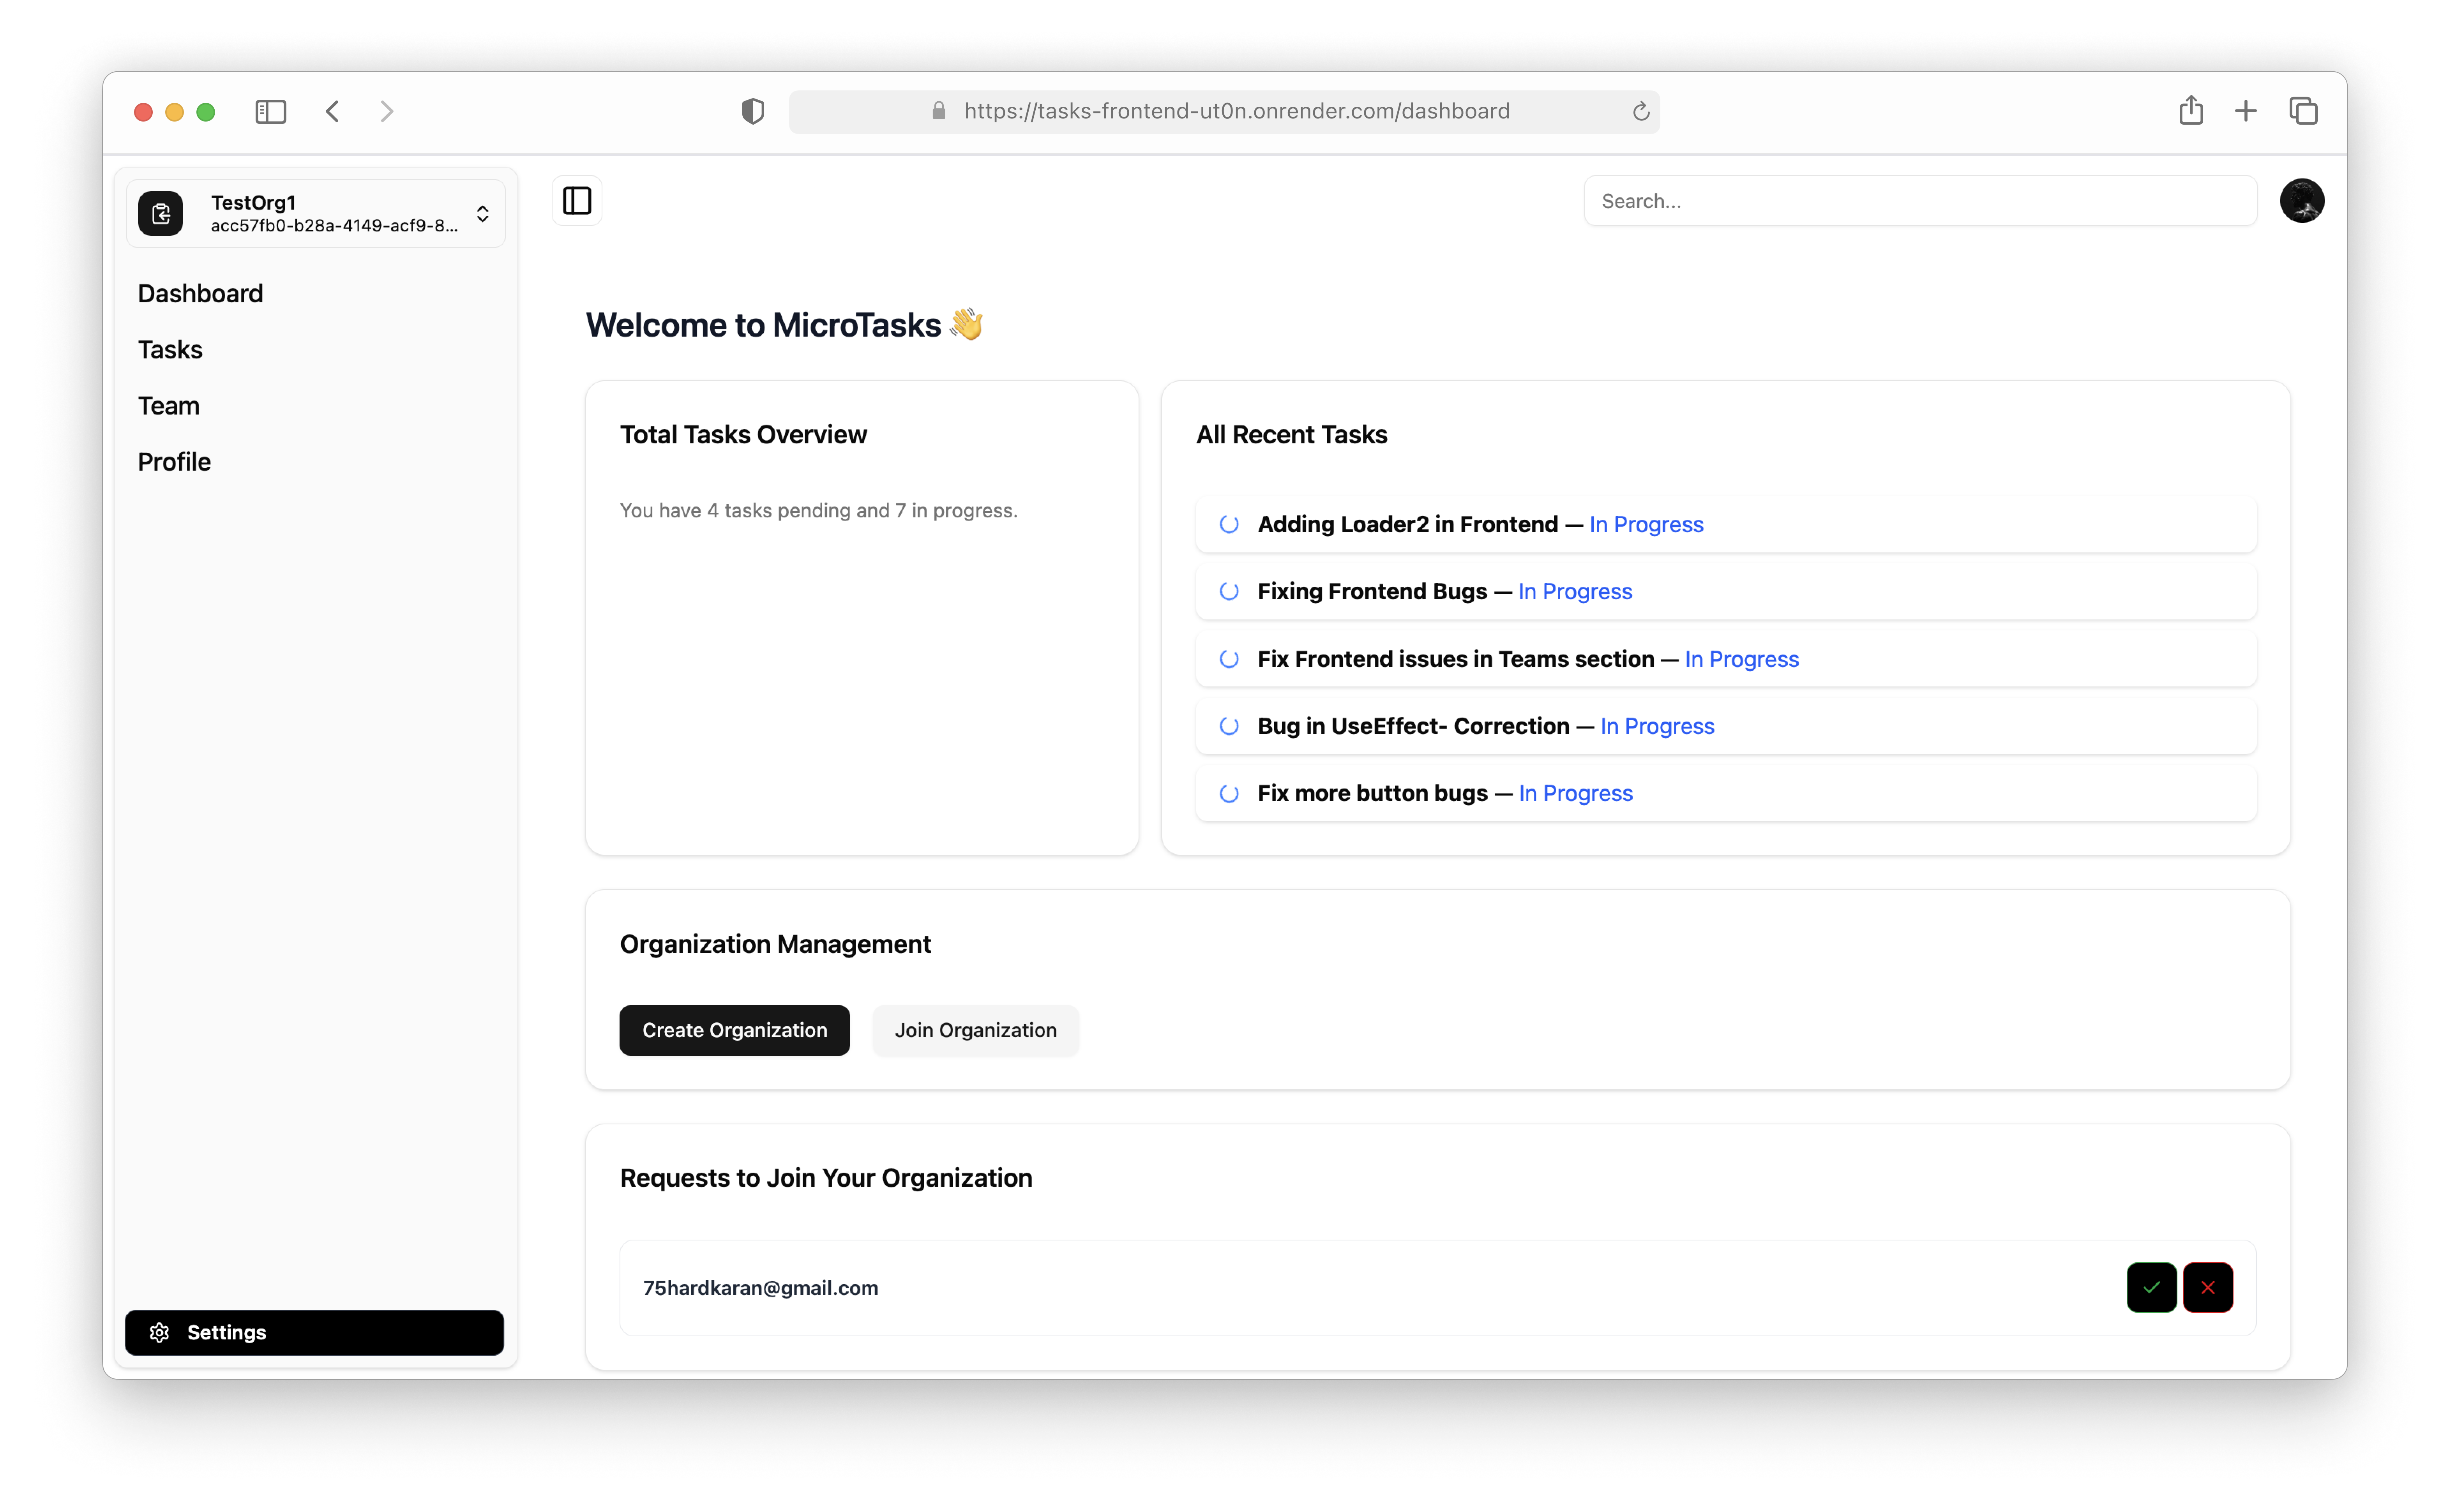 https://tasks-frontend-ut0n.onrender.com/dashboard
TestOrg1
acc57fb0-b28a-4149-acf9-8...
Search...
Dashboard
Tasks
Team
Profile
Settings
Welcome to MicroTasks 👋
Total Tasks Overview
You have 4 tasks pending and 7 in progress.
All Recent Tasks
Adding Loader2 in Frontend — In Progress
Fixing Frontend Bugs — In Progress
Fix Frontend issues in Teams section — In Progress
Bug in UseEffect- Correction — In Progress
Fix more button bugs — In Progress
Organization Management
Create Organization
Join Organization
Requests to Join Your Organization
75hardkaran@gmail.com